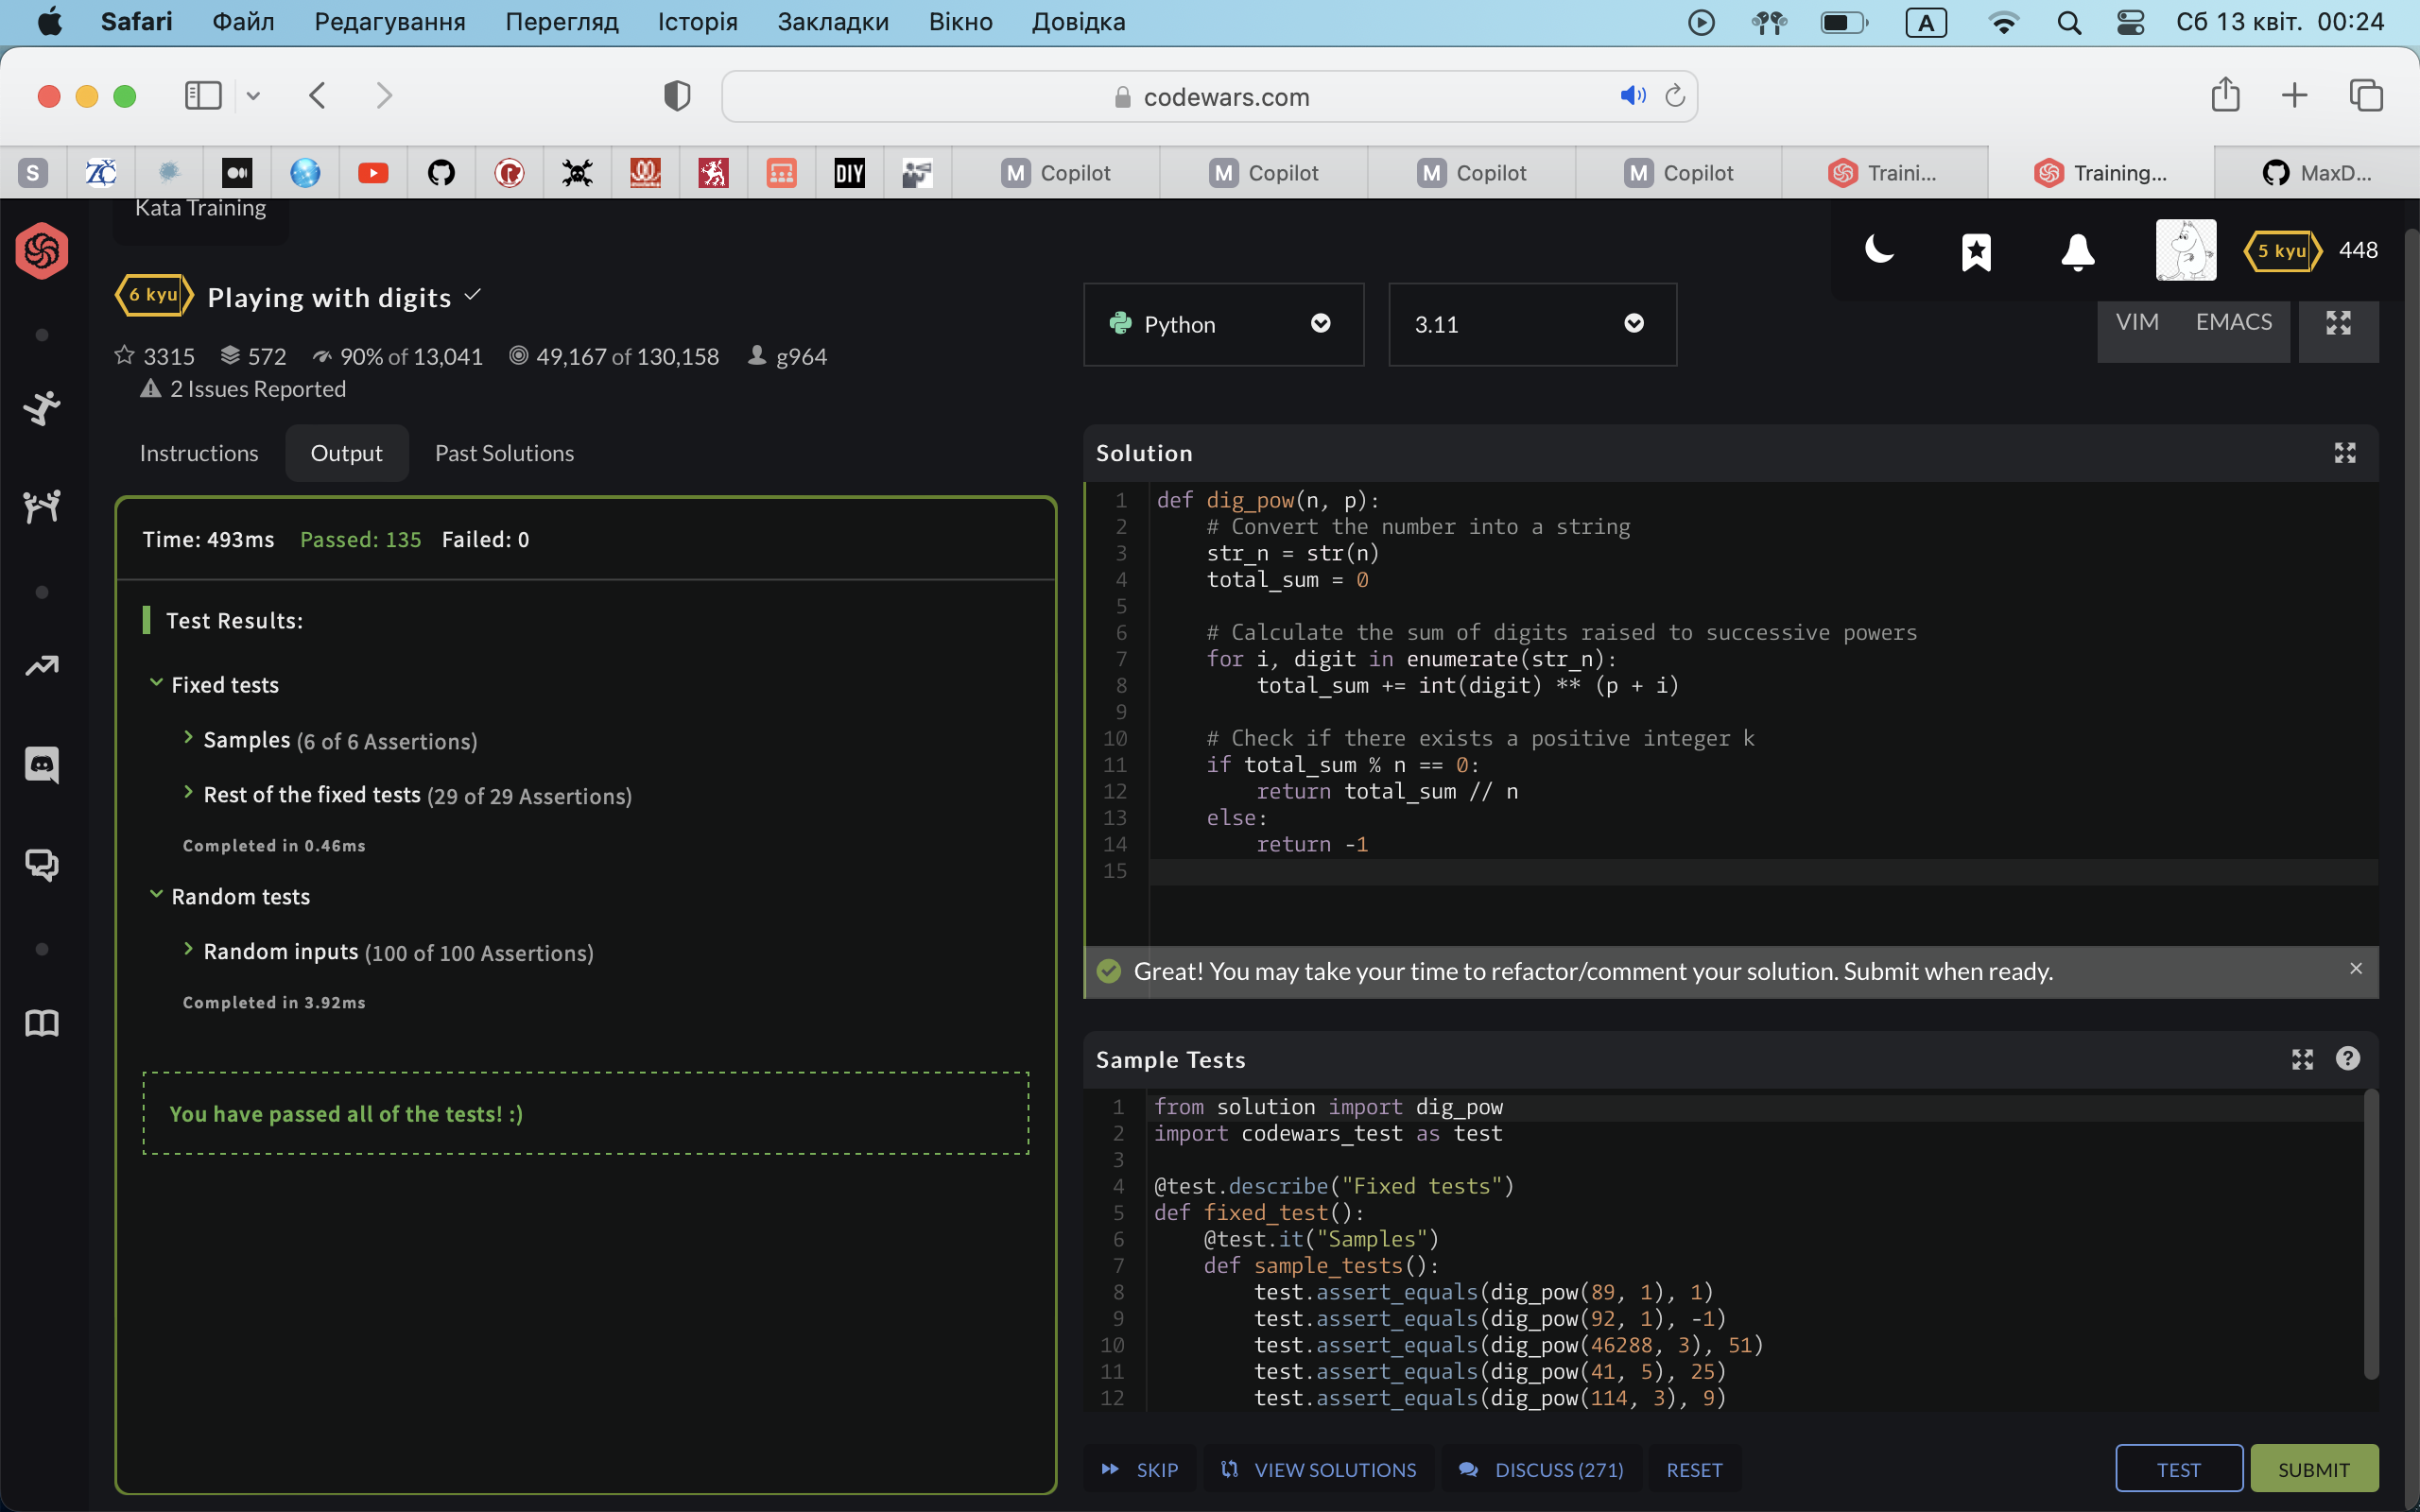 Safari Файл Редагування Перегляд Історія Закладки Вікно Довідка A Сб 13 квіт. 00:24
codewars.com
S ZC DIY M Copilot M Copilot M Copilot M Copilot Traini... Training... MaxD...
Kata Training
5 kyu 448
6 kyu Playing with digits
3315 572 90% of 13,041 49,167 of 130,158 g964
2 Issues Reported
Python 3.11 VIM EMACS
Instructions Output Past Solutions
Time: 493ms Passed: 135 Failed: 0
Test Results:
Fixed tests
Samples (6 of 6 Assertions)
Rest of the fixed tests (29 of 29 Assertions)
Completed in 0.46ms
Random tests
Random inputs (100 of 100 Assertions)
Completed in 3.92ms
You have passed all of the tests! :)
Solution
1 def dig_pow(n, p):
2 # Convert the number into a string
3 str_n = str(n)
4 total_sum = 0
5
6 # Calculate the sum of digits raised to successive powers
7 for i, digit in enumerate(str_n):
8 total_sum += int(digit) ** (p + i)
9
10 # Check if there exists a positive integer k
11 if total_sum % n == 0:
12 return total_sum // n
13 else:
14 return -1
15
Great! You may take your time to refactor/comment your solution. Submit when ready.
Sample Tests
1 from solution import dig_pow
2 import codewars_test as test
3
4 @test.describe("Fixed tests")
5 def fixed_test():
6 @test.it("Samples")
7 def sample_tests():
8 test.assert_equals(dig_pow(89, 1), 1)
9 test.assert_equals(dig_pow(92, 1), -1)
10 test.assert_equals(dig_pow(46288, 3), 51)
11 test.assert_equals(dig_pow(41, 5), 25)
12 test.assert_equals(dig_pow(114, 3), 9)
SKIP VIEW SOLUTIONS DISCUSS (271) RESET TEST SUBMIT